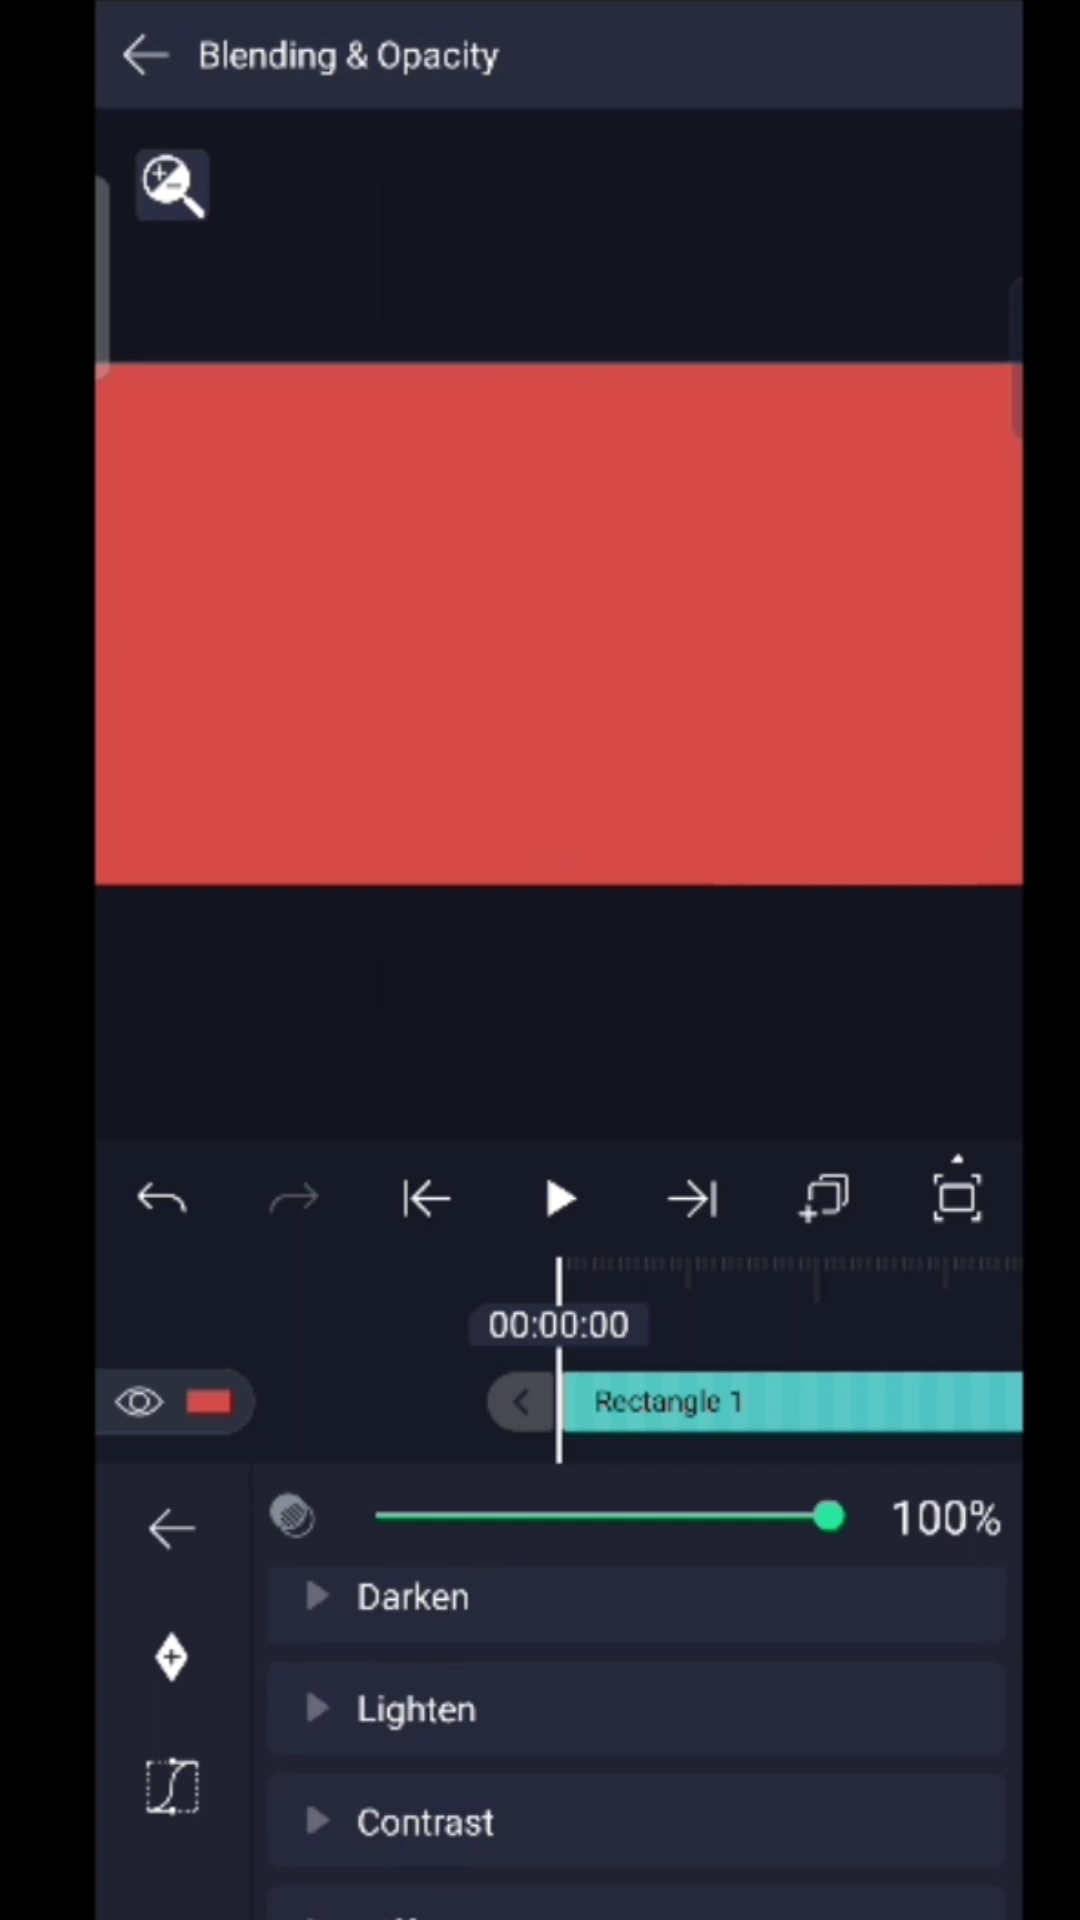 Blending & Opacity
00:00:00
Rectangle 1
100%
Darken
Lighten
Contrast